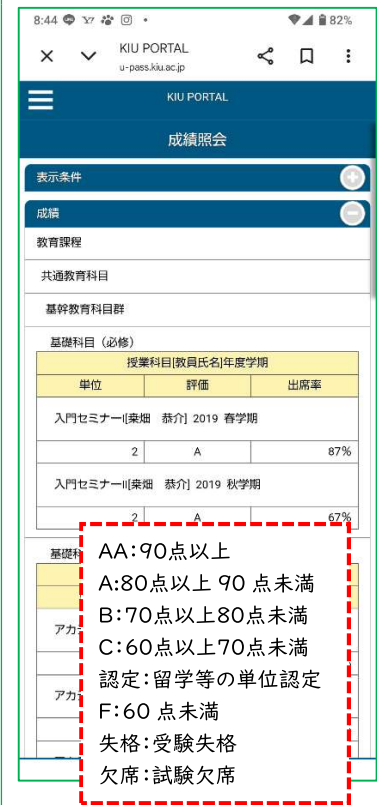 8:44 82%
KIU PORTAL
u-pass.kiu.ac.jp
KIU PORTAL
成績照会
表示条件
成績
教育課程
共通教育科目
基幹教育科目群
基礎科目（必修）
授業科目[教員氏名]年度学期
単位 評価 出席率
入門セミナーI[乗畑 恭介] 2019 春学期
2 A 87%
入門セミナーII[乗畑 恭介] 2019 秋学期
2 A 67%
基礎
アカ
アカ
AA:90点以上
A:80点以上 90 点未満
B:70点以上80点未満
C:60点以上70点未満
認定:留学等の単位認定
F:60 点未満
失格:受験失格
欠席:試験欠席